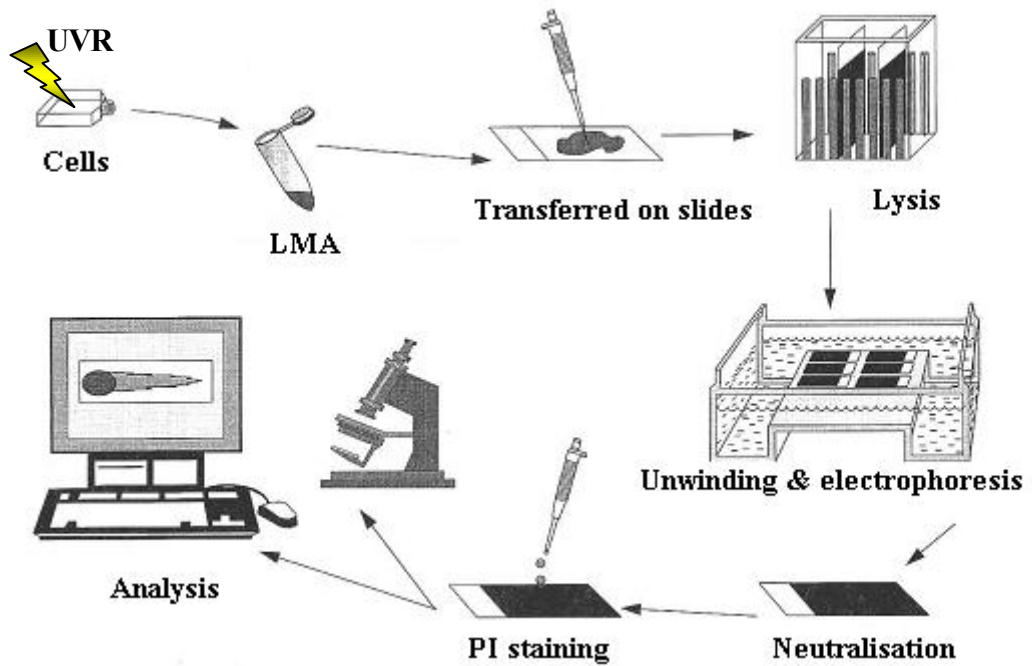 UVR
Cells
LMA
Transferred on slides
Lysis
Unwinding & electrophoresis
Neutralisation
PI staining
Analysis